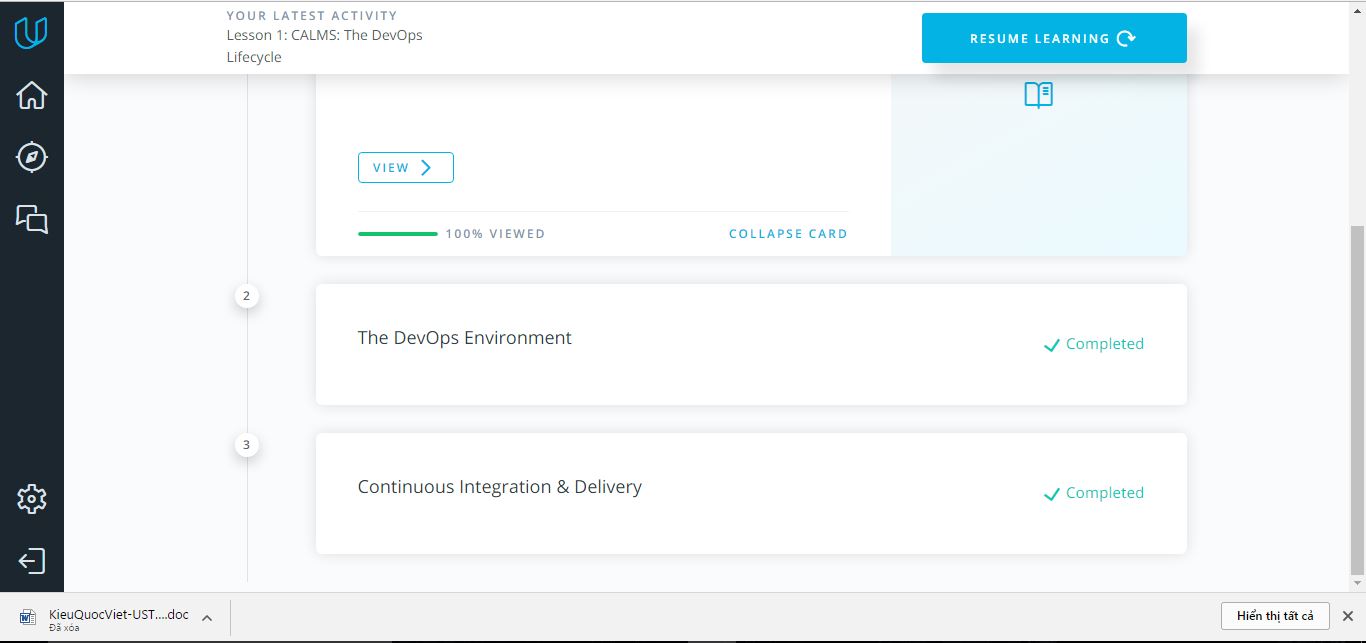 YOUR LATEST ACTIVITY
Lesson 1: CALMS: The DevOps
Lifecycle
RESUME LEARNING
VIEW
100% VIEWED
COLLAPSE CARD
2
The DevOps Environment
Completed
3
Continuous Integration & Delivery
Completed
KieuQuocViet-UST....doc
Đã xóa
Hiển thị tất cả